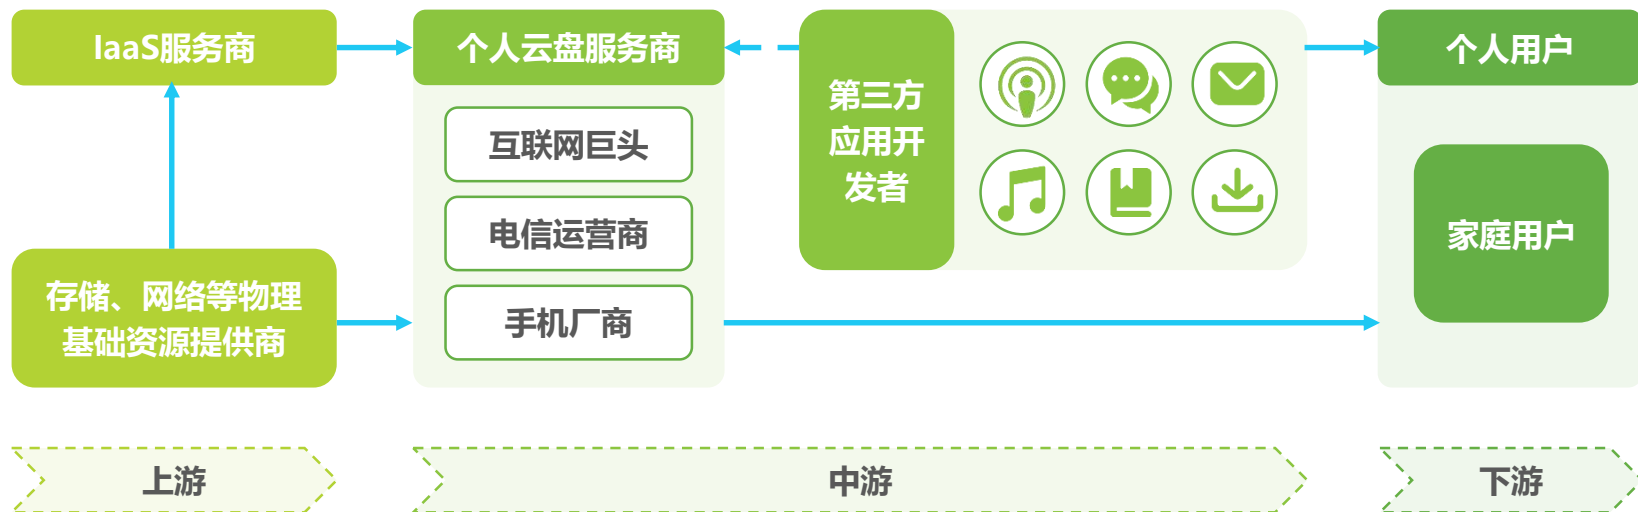 IaaS服务商
个人云盘服务商
第三方
应用开
发者
个人用户
互联网巨头
电信运营商
手机厂商
家庭用户
存储、网络等物理
基础资源提供商
上游
中游
下游